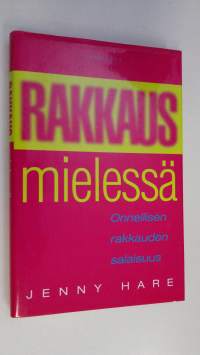 RAKKAUS
mielessä
Onnellisen
rakkauden
salaisuus
JENNY HARE